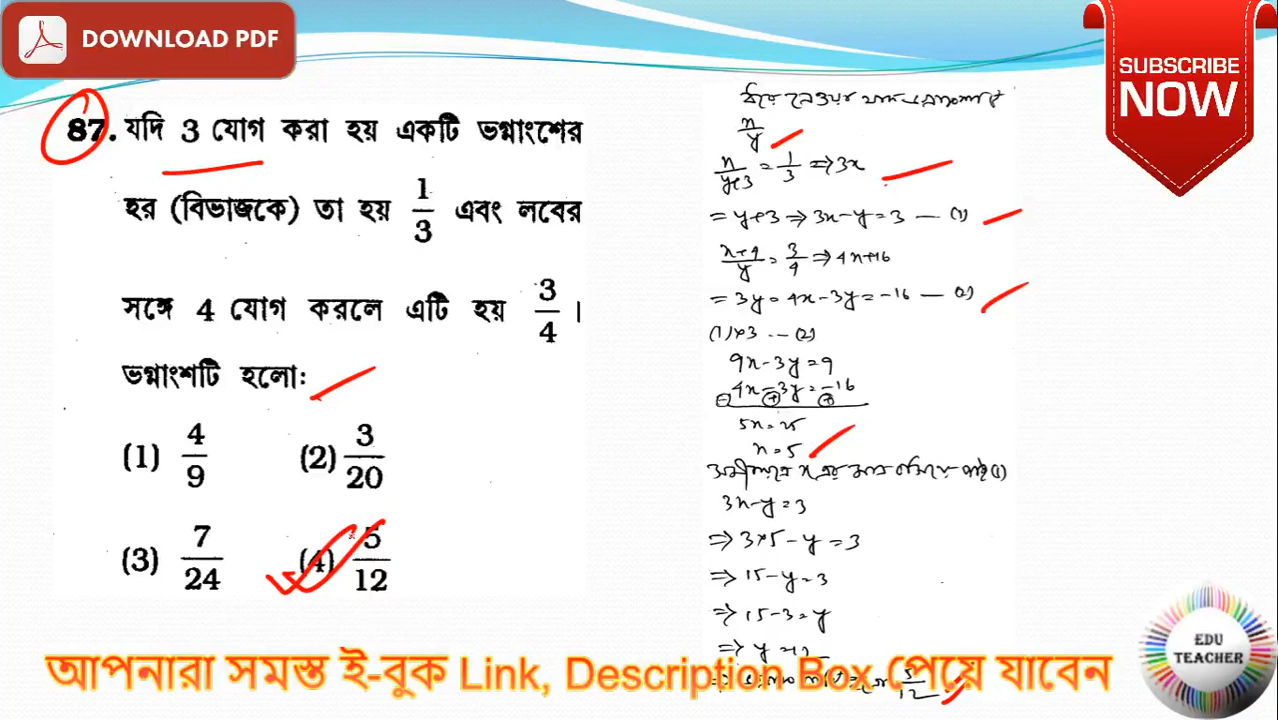 DOWNLOAD PDF
SUBSCRIBE
NOW
87. যদি 3 যোগ করা হয় একটি ভগ্নাংশের
হর (বিভাজকে) তা হয় 1/3 এবং লবের
সঙ্গে 4 যোগ করলে এটি হয় 3/4 ।
ভগ্নাংশটি হলোঃ
(1) 4/9 (2) 3/20
(3) 7/24 (4) 5/12
x/y
x/y+3 = 1/3 ⇒ 3x
= y+3 ⇒ 3x-y=3 — (1)
x+4/y = 3/4 ⇒ 4x+16
= 3y = 4x-3y = -16 — (2)
(1)×3 ... (2)
9x-3y=9
4x-3y=-16
5x=25
x=5
3x-y=3
⇒ 3×5-y=3
⇒ 15-y=3
⇒ 15-3=y
⇒ y =
5/12
EDU
TEACHER
আপনারা সমস্ত ই-বুক Link, Description Box পেয়ে যাবেন